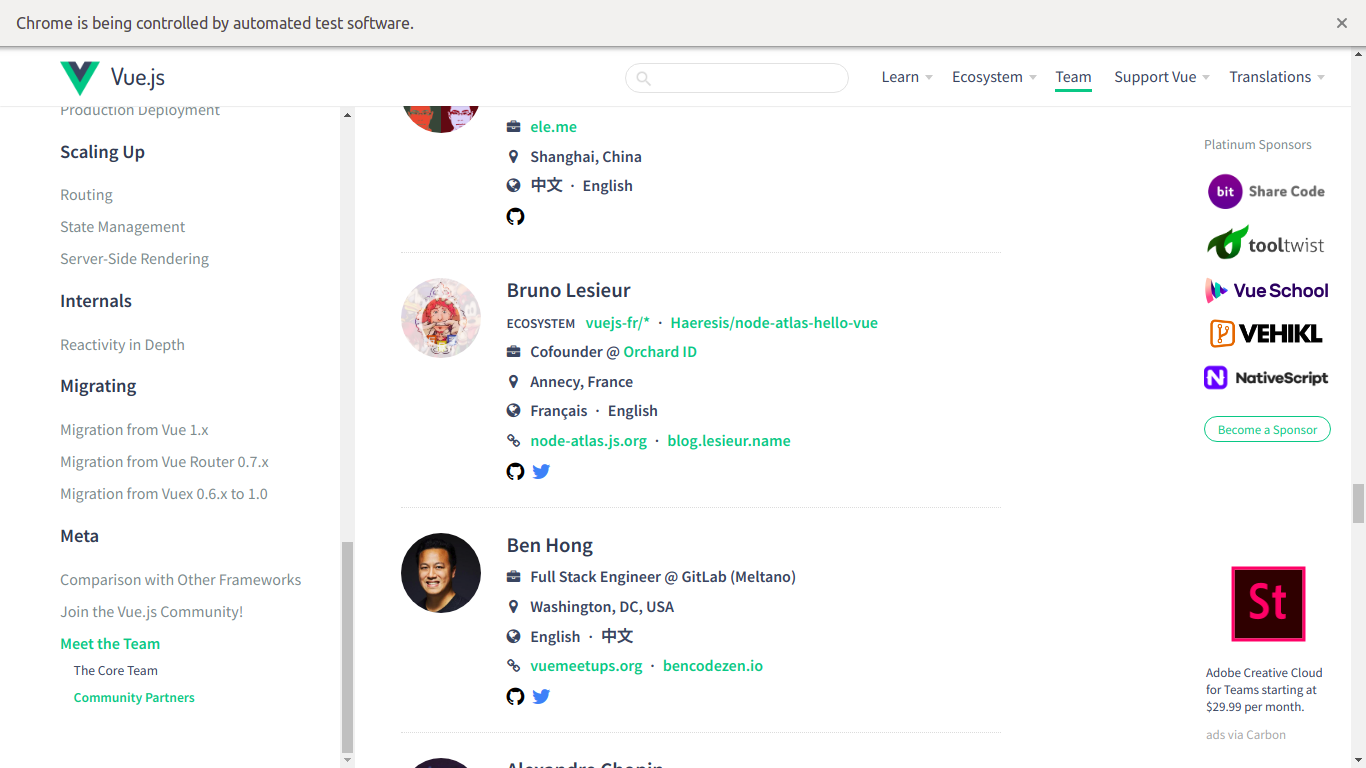 Chrome is being controlled by automated test software.
Vue.js
Learn
Ecosystem
Team
Support Vue
Translations
Production Deployment
Scaling Up
Routing
State Management
Server-Side Rendering
Internals
Reactivity in Depth
Migrating
Migration from Vue 1.x
Migration from Vue Router 0.7.x
Migration from Vuex 0.6.x to 1.0
Meta
Comparison with Other Frameworks
Join the Vue.js Community!
Meet the Team
The Core Team
Community Partners
ele.me
Shanghai, China
中文 · English
Bruno Lesieur
ECOSYSTEM vuejs-fr/* · Haeresis/node-atlas-hello-vue
Cofounder @ Orchard ID
Annecy, France
Français · English
node-atlas.js.org · blog.lesieur.name
Ben Hong
Full Stack Engineer @ GitLab (Meltano)
Washington, DC, USA
English · 中文
vuemeetups.org · bencodezen.io
Alexandre Chopin
Platinum Sponsors
bit Share Code
tooltwist
Vue School
VEHIKL
NativeScript
Become a Sponsor
St
Adobe Creative Cloud
for Teams starting at
$29.99 per month.
ads via Carbon